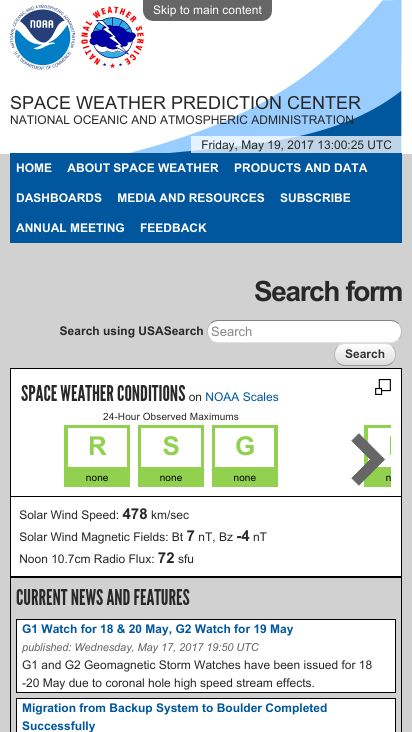 Skip to main content
NOAA
NATIONAL WEATHER SERVICE
SPACE WEATHER PREDICTION CENTER
NATIONAL OCEANIC AND ATMOSPHERIC ADMINISTRATION
Friday, May 19, 2017 13:00:25 UTC
HOME ABOUT SPACE WEATHER PRODUCTS AND DATA
DASHBOARDS MEDIA AND RESOURCES SUBSCRIBE
ANNUAL MEETING FEEDBACK
Search form
Search using USASearch Search
Search
SPACE WEATHER CONDITIONS on NOAA Scales
24-Hour Observed Maximums
R S G
none none none
Solar Wind Speed: 478 km/sec
Solar Wind Magnetic Fields: Bt 7 nT, Bz -4 nT
Noon 10.7cm Radio Flux: 72 sfu
CURRENT NEWS AND FEATURES
G1 Watch for 18 & 20 May, G2 Watch for 19 May
published: Wednesday, May 17, 2017 19:50 UTC
G1 and G2 Geomagnetic Storm Watches have been issued for 18
-20 May due to coronal hole high speed stream effects.
Migration from Backup System to Boulder Completed
Successfully